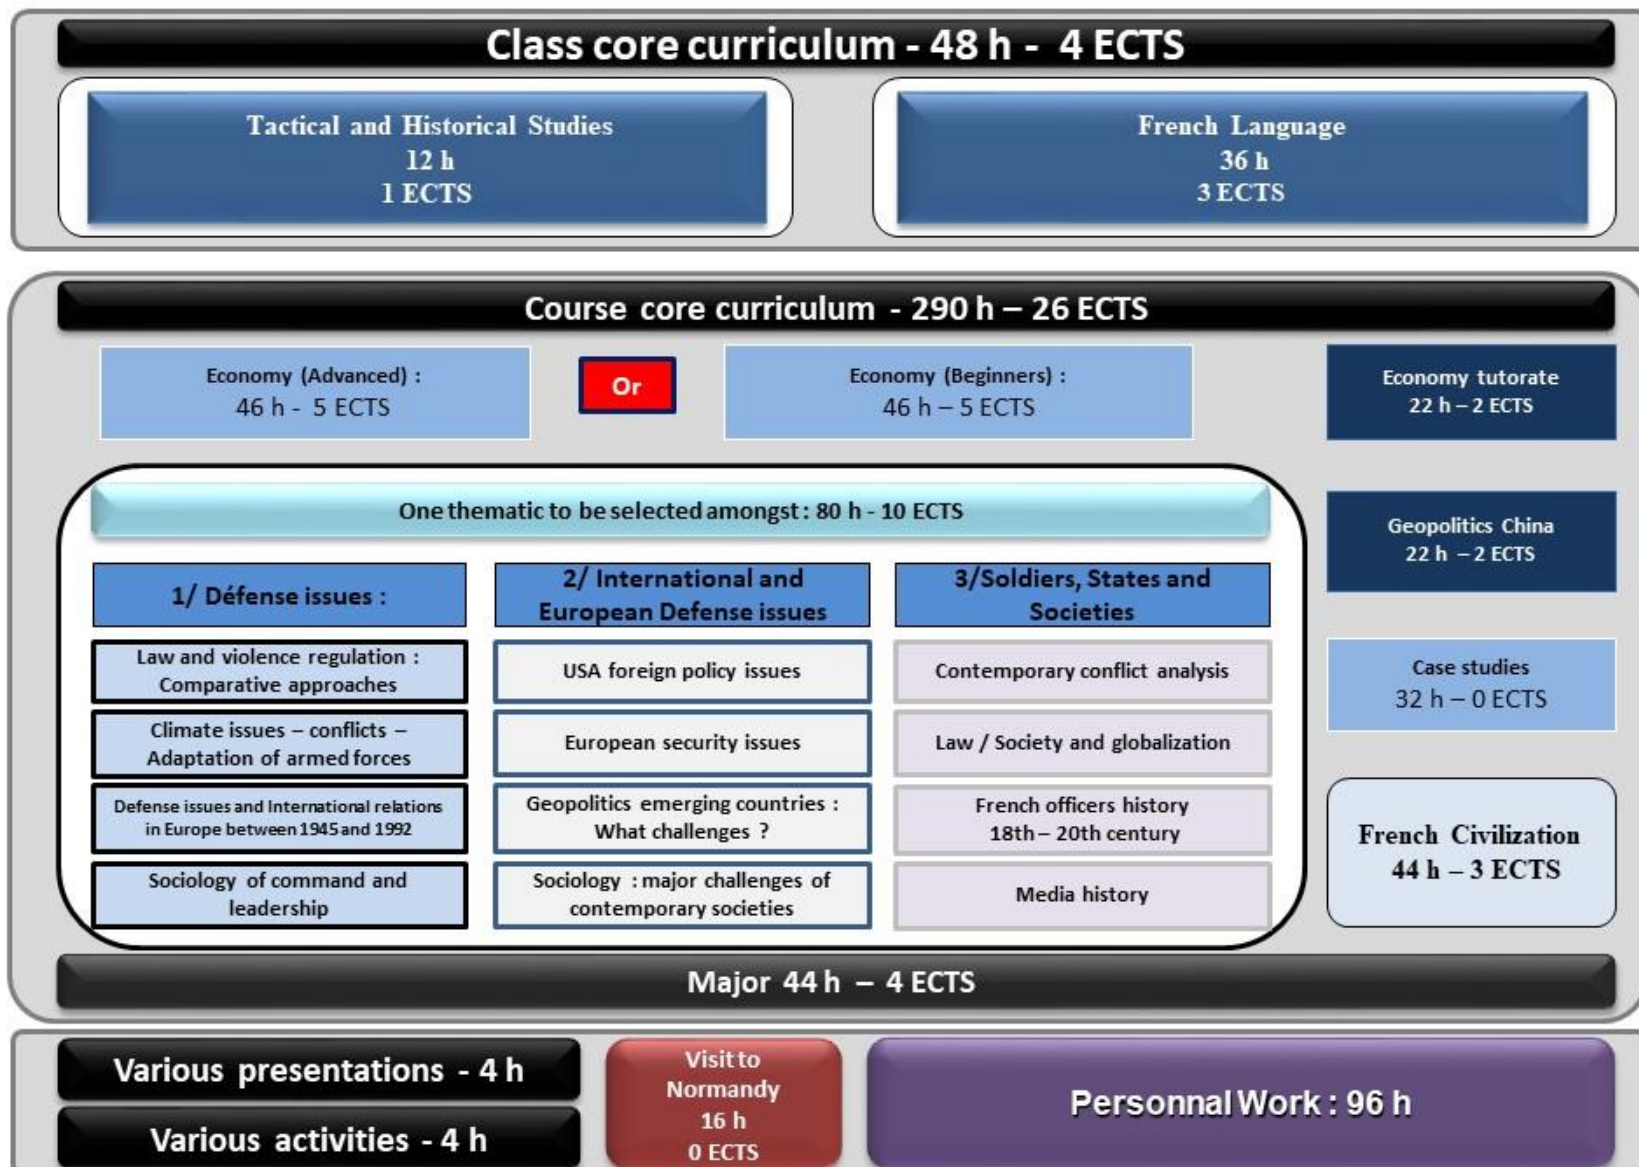 Class core curriculum - 48 h - 4 ECTS
Tactical and Historical Studies
12 h
1 ECTS
French Language
36 h
3 ECTS
Course core curriculum - 290 h – 26 ECTS
Economy (Advanced) :
46 h - 5 ECTS
Or
Economy (Beginners) :
46 h – 5 ECTS
Economy tutorate
22 h – 2 ECTS
One thematic to be selected amongst : 80 h - 10 ECTS
Geopolitics China
22 h – 2 ECTS
1/ Défense issues :
2/ International and
European Defense issues
3/Soldiers, States and
Societies
Law and violence regulation :
Comparative approaches
USA foreign policy issues
Contemporary conflict analysis
Case studies
32 h – 0 ECTS
Climate issues – conflicts –
Adaptation of armed forces
European security issues
Law / Society and globalization
Defense issues and International relations
in Europe between 1945 and 1992
Geopolitics emerging countries :
What challenges ?
French officers history
18th – 20th century
French Civilization
44 h – 3 ECTS
Sociology of command and
leadership
Sociology : major challenges of
contemporary societies
Media history
Major 44 h – 4 ECTS
Various presentations - 4 h
Various activities - 4 h
Visit to
Normandy
16 h
0 ECTS
Personnal Work : 96 h